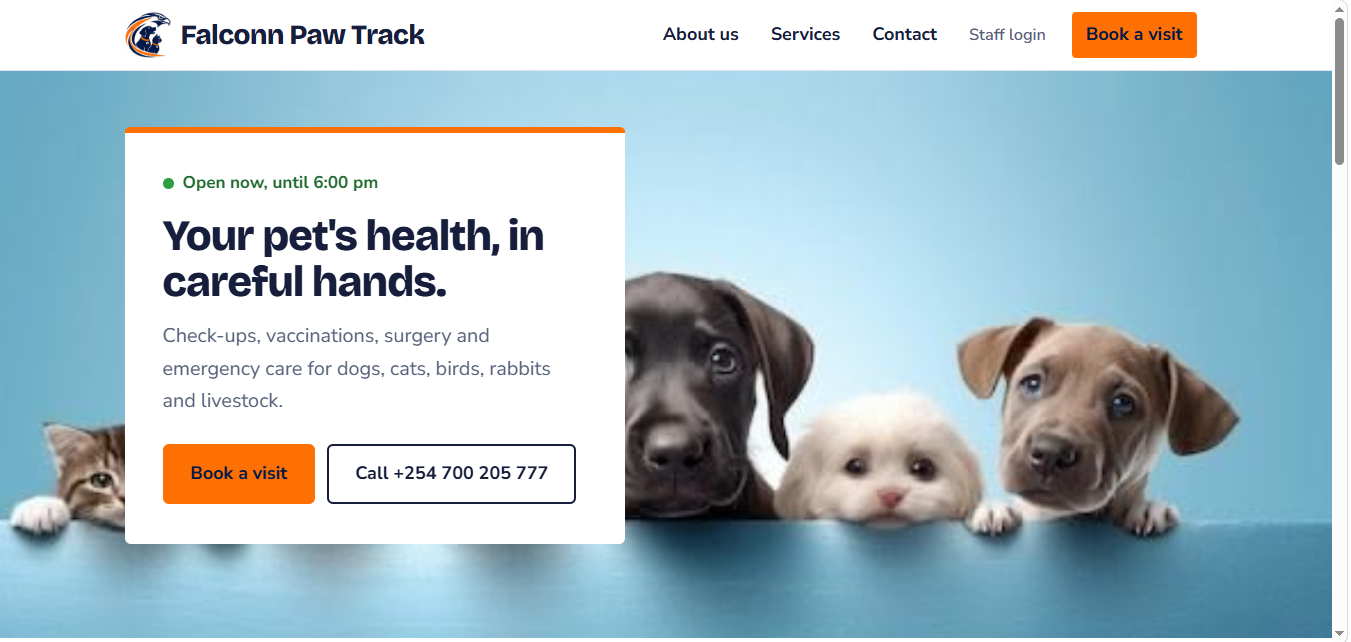 Falconn Paw Track
About us
Services
Contact
Staff login
Book a visit
Open now, until 6:00 pm
Your pet's health, in
careful hands.
Check-ups, vaccinations, surgery and
emergency care for dogs, cats, birds, rabbits
and livestock.
Book a visit
Call +254 700 205 777